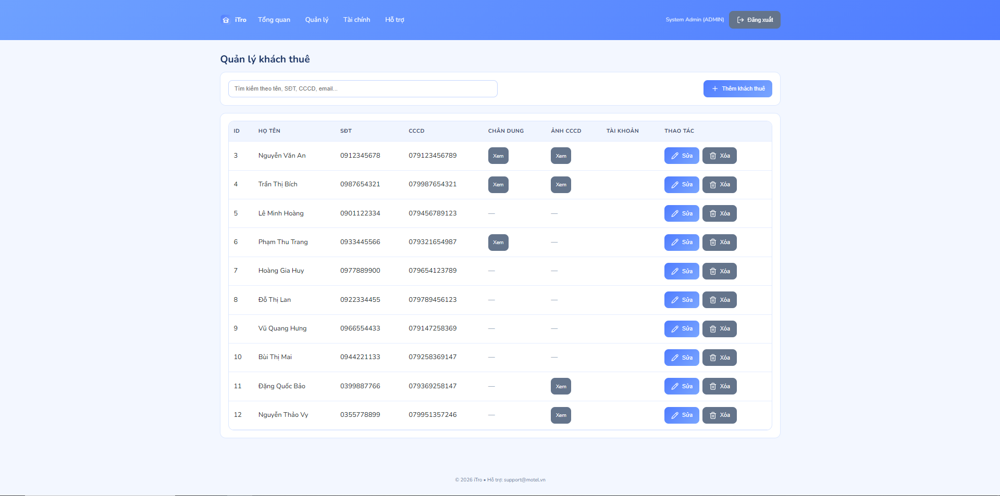 iTro Tổng quan Quản lý Tài chính Hỗ trợ System Admin (ADMIN) Đăng xuất
Quản lý khách thuê
Tìm kiếm theo tên, SĐT, CCCD, email... Thêm khách thuê
ID HỌ TÊN SĐT CCCD CHÂN DUNG ẢNH CCCD TÀI KHOẢN THAO TÁC
3 Nguyễn Văn An 0912345678 079123456789 Xem Xem Sửa Xóa
4 Trần Thị Bích 0987654321 079987654321 Xem Xem Sửa Xóa
5 Lê Minh Hoàng 0901122334 079456789123 — — Sửa Xóa
6 Phạm Thu Trang 0933445566 079321654987 Xem — Sửa Xóa
7 Hoàng Gia Huy 0977889900 079654123789 — — Sửa Xóa
8 Đỗ Thị Lan 0922334455 079789456123 — — Sửa Xóa
9 Vũ Quang Hưng 0966554433 079147258369 — — Sửa Xóa
10 Bùi Thị Mai 0944221133 079258369147 — — Sửa Xóa
11 Đặng Quốc Bảo 0399887766 079369258147 — Xem Sửa Xóa
12 Nguyễn Thảo Vy 0355778899 079951357246 — Xem Sửa Xóa
© 2026 iTro • Hỗ trợ: support@motel.vn